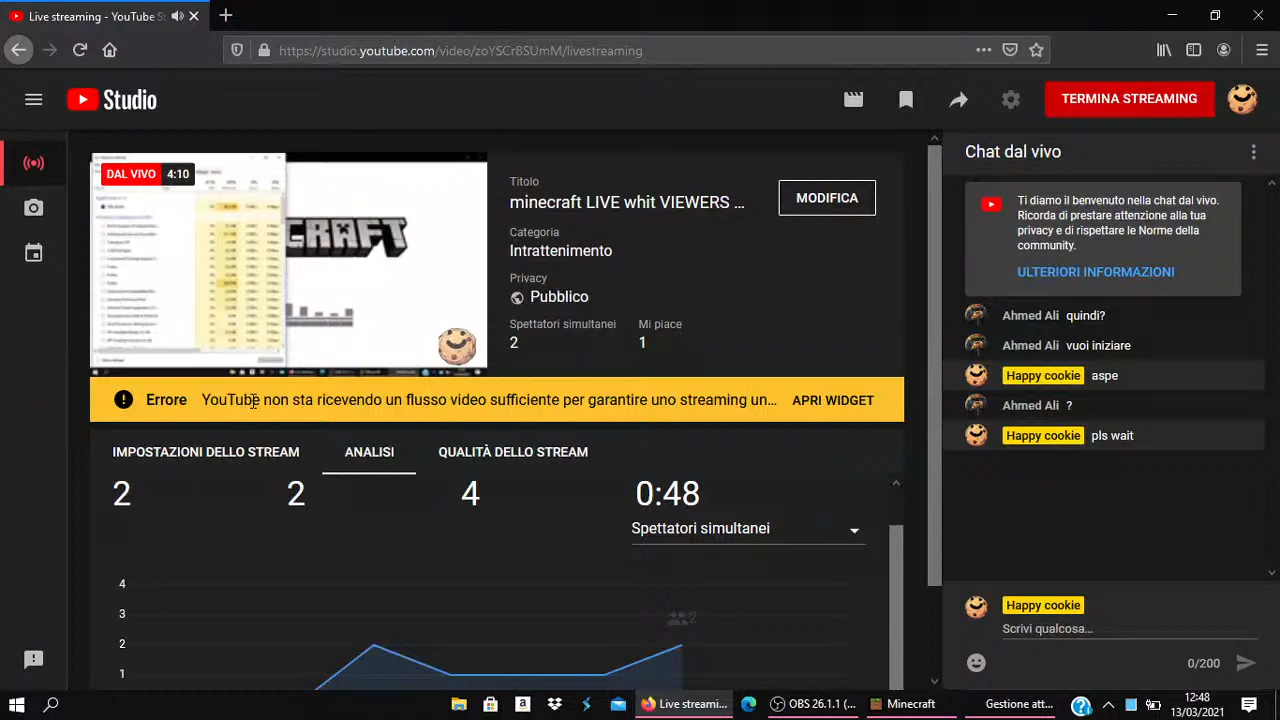 Live streaming - YouTube St
https://studio.youtube.com/video/zoYSCr8SUmM/livestreaming
Studio
TERMINA STREAMING
DAL VIVO 4:10
CRAFT
Titolo
minecraft LIVE whit VIEWERS ...
MODIFICA
Categoria
Intrattenimento
Privacy
Pubblico
Spettatori simultanei
2
Mi piace
1
Errore YouTube non sta ricevendo un flusso video sufficiente per garantire uno streaming un... APRI WIDGET
IMPOSTAZIONI DELLO STREAM ANALISI QUALITÀ DELLO STREAM
2 2 4 0:48
Spettatori simultanei
4
3
2
2
1
Chat dal vivo
Ti diamo il benvenuto nella chat dal vivo.
Ricorda di proteggere la tua
privacy e di rispettare le Norme della
community.
ULTERIORI INFORMAZIONI
Ahmed Ali quindi?
Ahmed Ali vuoi iniziare
Happy cookie aspe
Ahmed Ali ?
Happy cookie pls wait
Happy cookie
Scrivi qualcosa...
0/200
Live streami...
OBS 26.1.1 (...
Minecraft
Gestione att...
12:48
13/03/2021